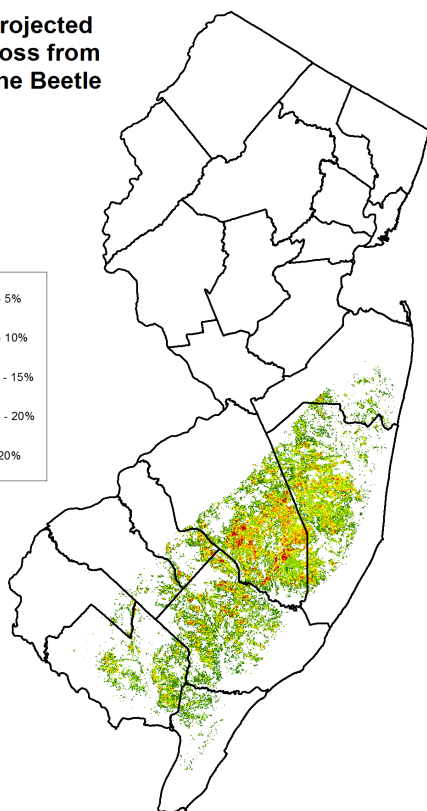 rojected
oss from
ne Beetle
- 5%
- 10%
- 15%
- 20%
20%